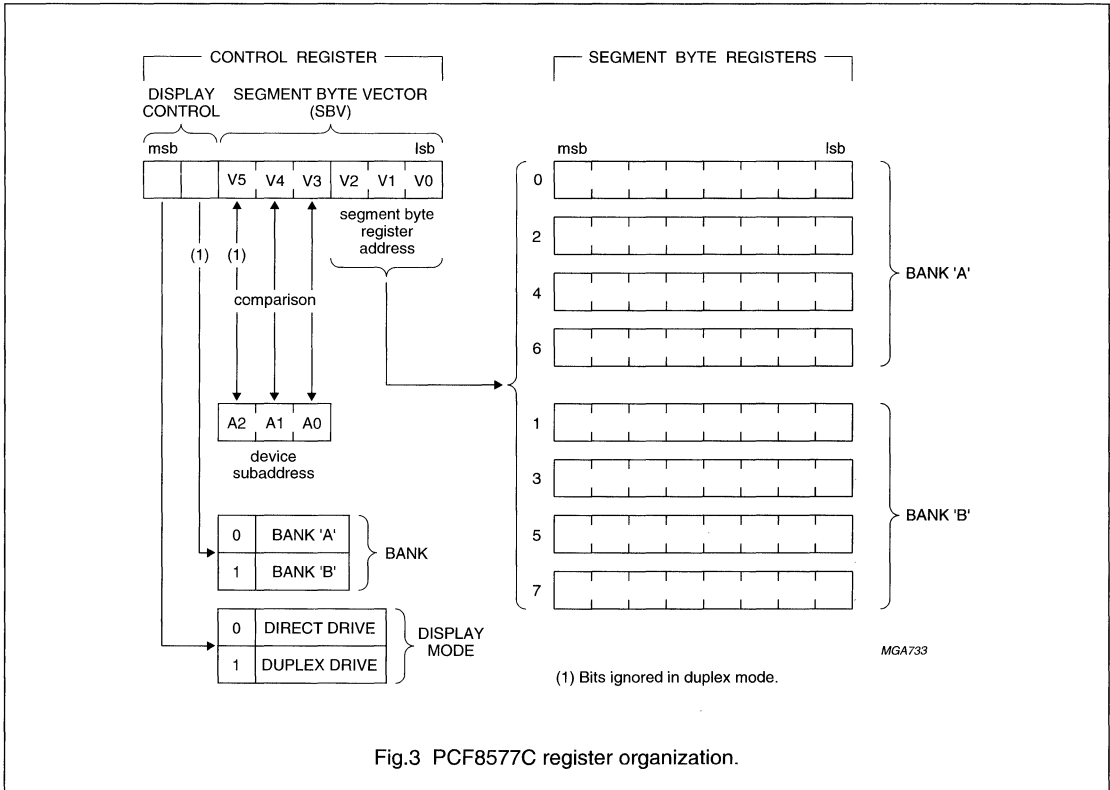 CONTROL REGISTER
DISPLAY CONTROL
SEGMENT BYTE VECTOR (SBV)
msb
lsb
V5 V4 V3 V2 V1 V0
segment byte register address
(1)
(1)
comparison
A2 A1 A0
device subaddress
0 BANK 'A'
1 BANK 'B'
BANK
0 DIRECT DRIVE
1 DUPLEX DRIVE
DISPLAY MODE
SEGMENT BYTE REGISTERS
msb
lsb
0
2
4
6
BANK 'A'
1
3
5
7
BANK 'B'
MGA733
(1) Bits ignored in duplex mode.
Fig.3 PCF8577C register organization.